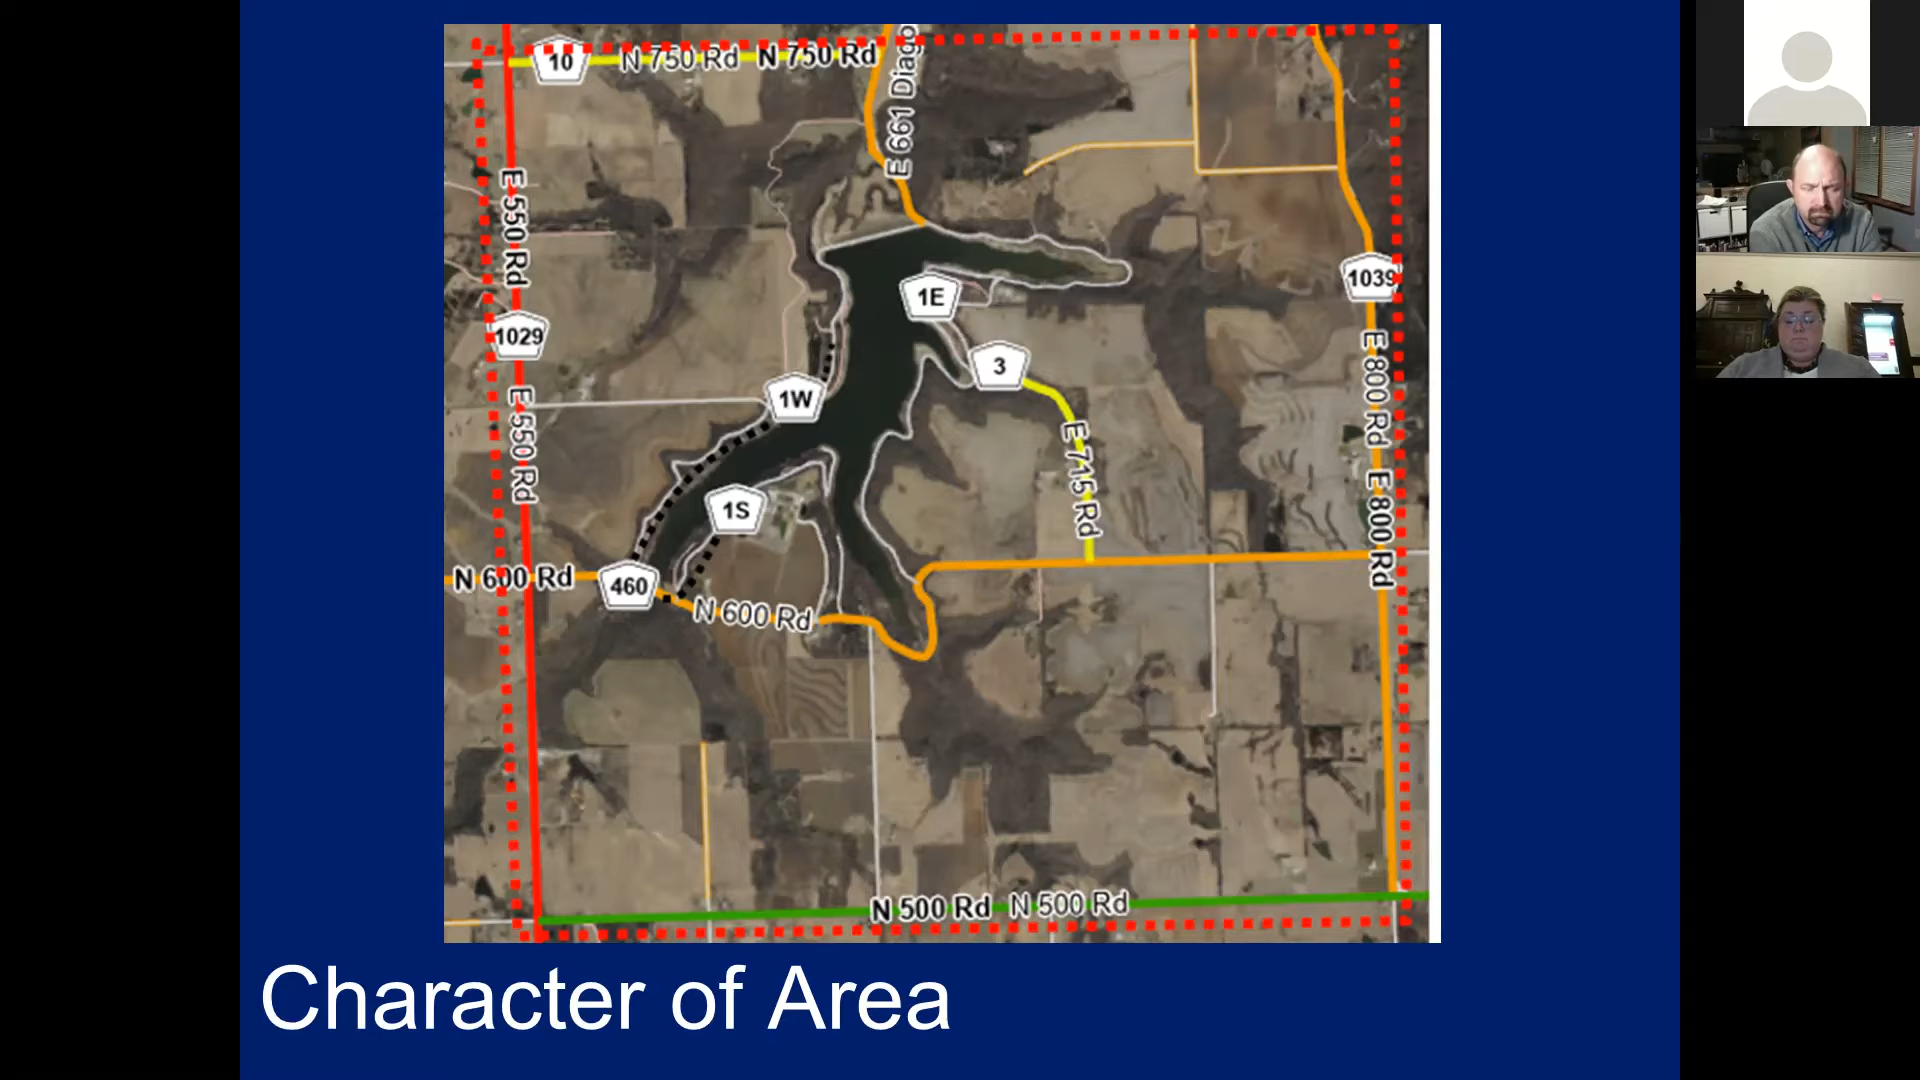 10
N 750 Rd N 750 Rd
E 661 Diago
E 550 Rd
1029
E 550 Rd
1E
3
1W
1S
460
E 715 Rd
1039
E 800 Rd
E 800 Rd
N 600 Rd
N 600 Rd
N 500 Rd N 500 Rd
Character of Area